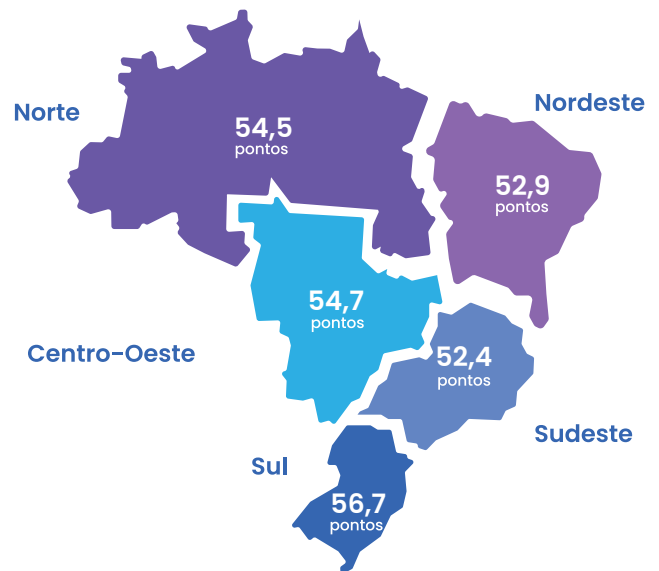 Norte
54,5
pontos
Nordeste
52,9
pontos
54,7
pontos
Centro-Oeste
52,4
pontos
Sudeste
Sul
56,7
pontos